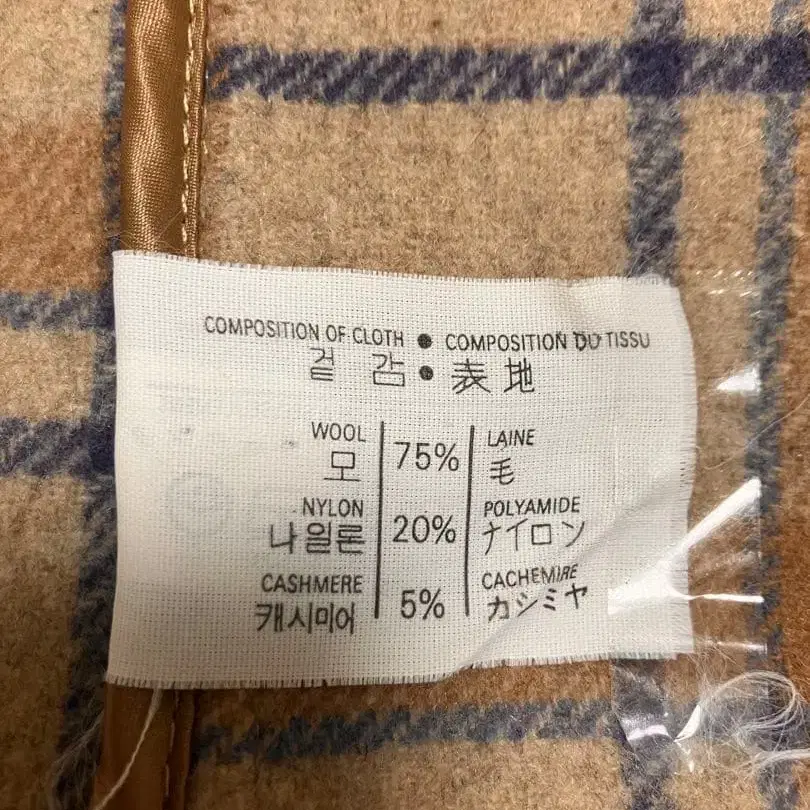 COMPOSITION OF CLOTH ● COMPOSITION DU TISSU
겉 감 ● 表地
WOOL 75% LAINE
모 毛
NYLON 20% POLYAMIDE
나일론 ナイロン
CASHMERE 5% CACHEMIRE
캐시미어 カシミヤ